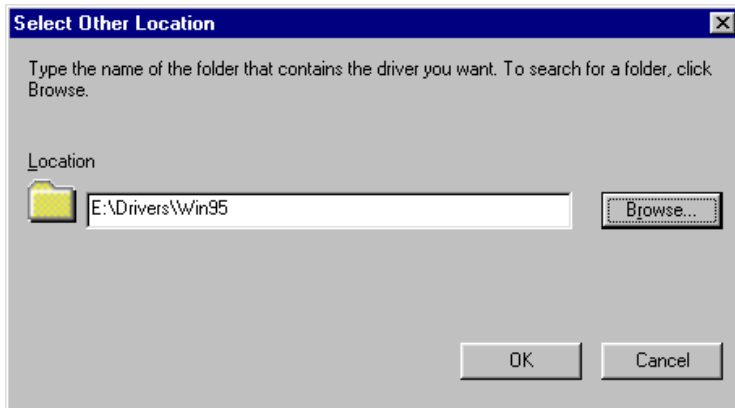 Select Other Location
Type the name of the folder that contains the driver you want. To search for a folder, click
Browse.
Location
E:\Drivers\Win95
Browse...
OK
Cancel